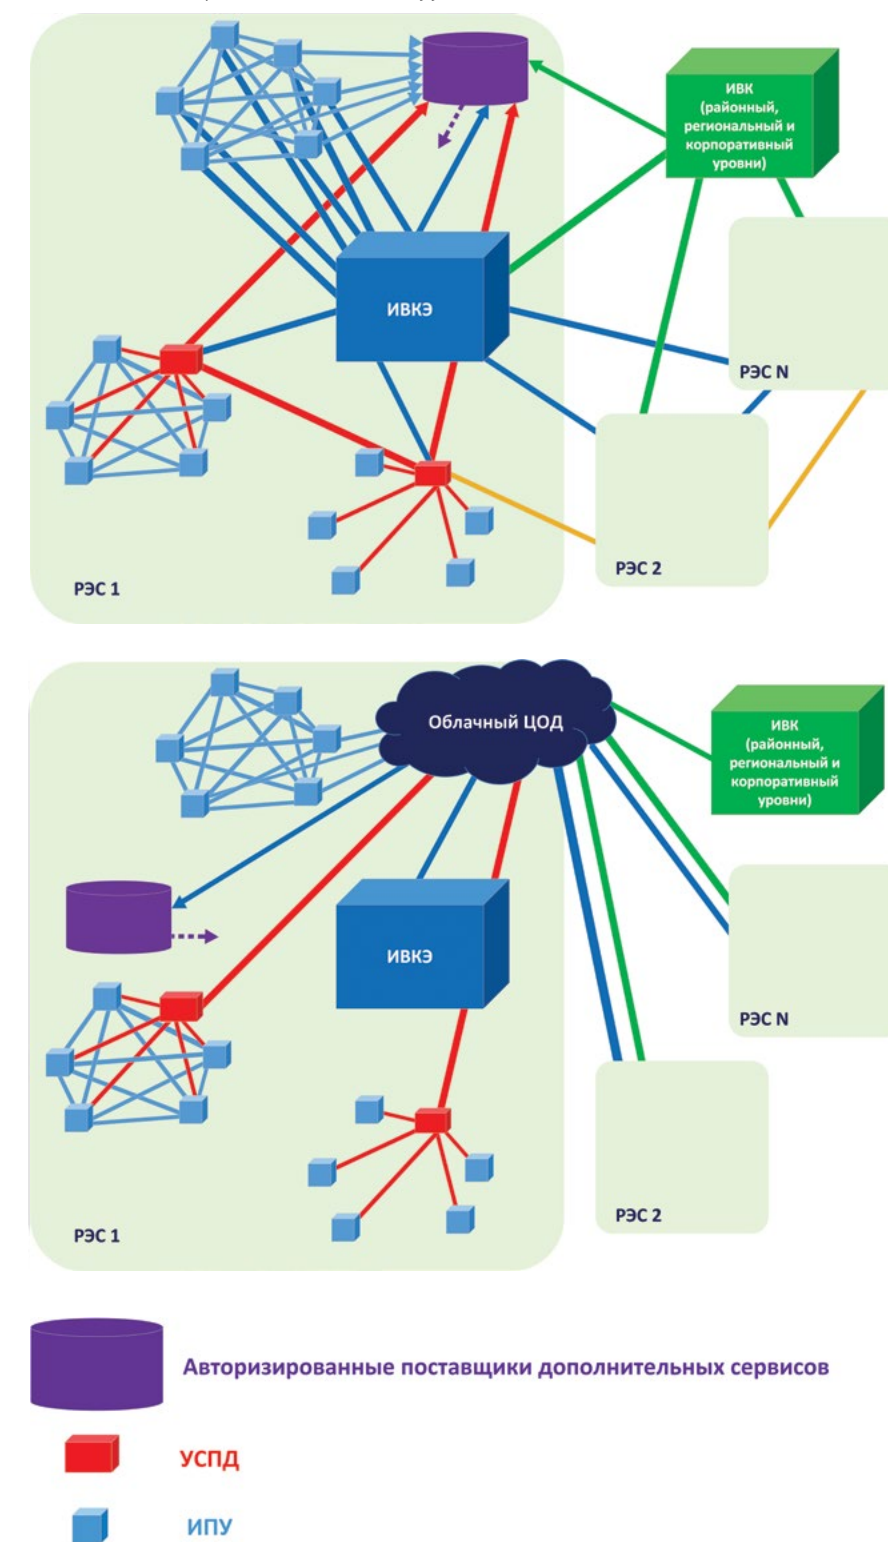 ИВК
(районный,
региональный и
корпоративный
уровни)
ИВКЭ
РЭС N
РЭС 2
РЭС 1
Облачный ЦОД
ИВК
(районный,
региональный и
корпоративный
уровни)
ИВКЭ
РЭС N
РЭС 2
РЭС 1
Авторизированные поставщики дополнительных сервисов
УСПД
ИПУ